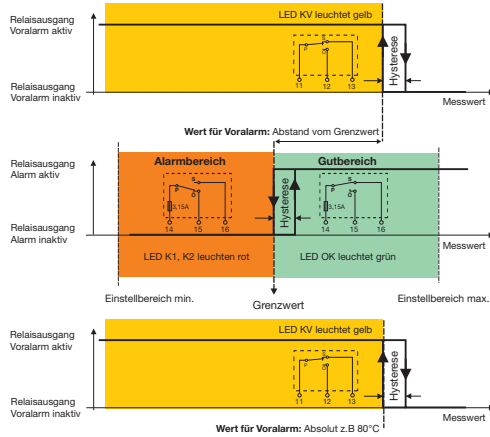 Relaisausgang
Voralarm aktiv
LED KV leuchtet gelb
11 12 13
Hysterese
Relaisausgang
Voralarm inaktiv
Messwert
Wert für Voralarm: Abstand vom Grenzwert
Relaisausgang
Alarm aktiv
Alarmbereich
Gutbereich
3,15A
14 15 16
Hysterese
3,15A
14 15 16
Relaisausgang
Alarm inaktiv
Messwert
LED K1, K2 leuchten rot
LED OK leuchtet grün
Einstellbereich min.
Grenzwert
Einstellbereich max.
Relaisausgang
Voralarm aktiv
LED KV leuchtet gelb
11 12 13
Hysterese
Relaisausgang
Voralarm inaktiv
Messwert
Wert für Voralarm: Absolut z.B 80°C